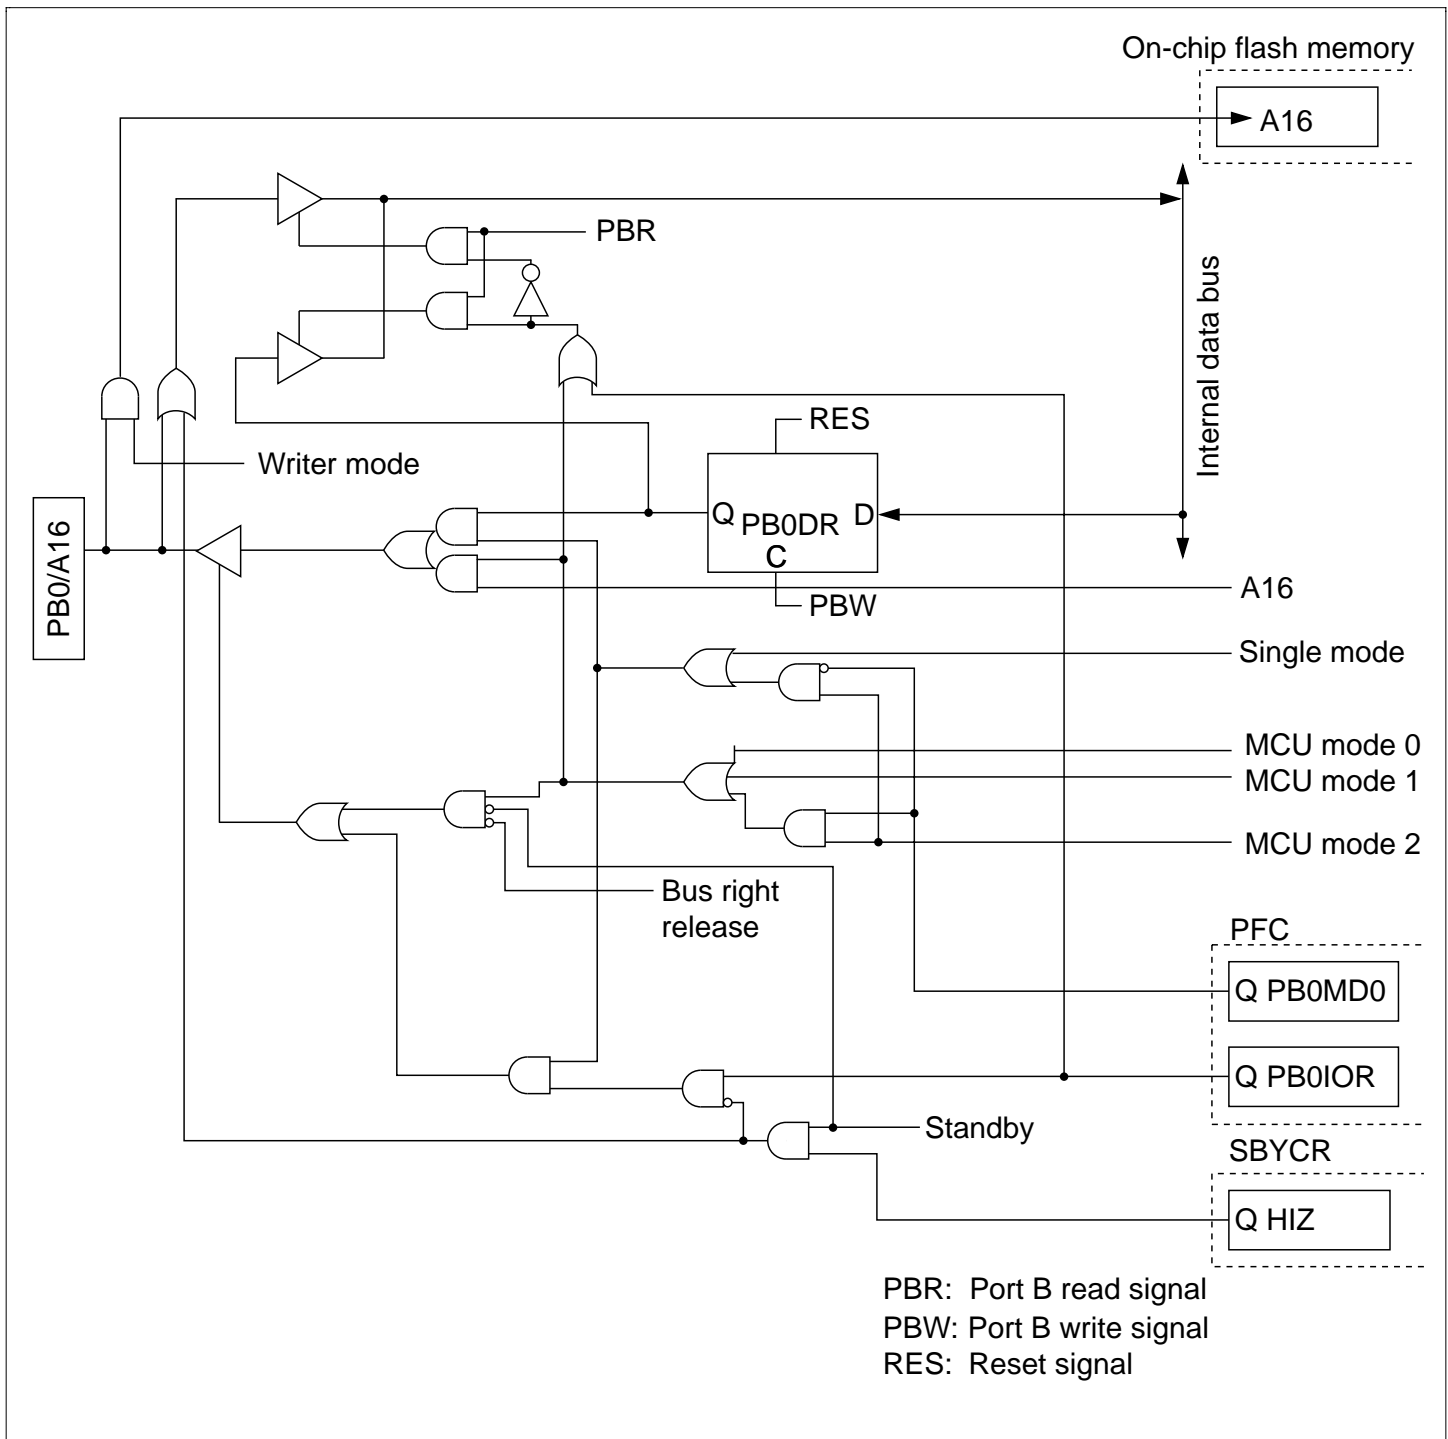 On-chip flash memory
A16
PBR
Internal data bus
RES
Writer mode
Q PB0DR D
C
PB0/A16
A16
PBW
Single mode
MCU mode 0
MCU mode 1
MCU mode 2
Bus right
release
PFC
Q PB0MD0
Q PB0IOR
Standby
SBYCR
Q HIZ
PBR: Port B read signal
PBW: Port B write signal
RES: Reset signal